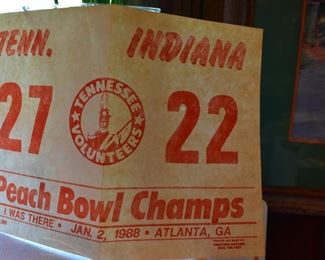 TENN.
INDIANA
27
TENNESSEE
VOLUNTEERS
22
Peach Bowl Champs
I WAS THERE • JAN. 2, 1988 • ATLANTA, GA